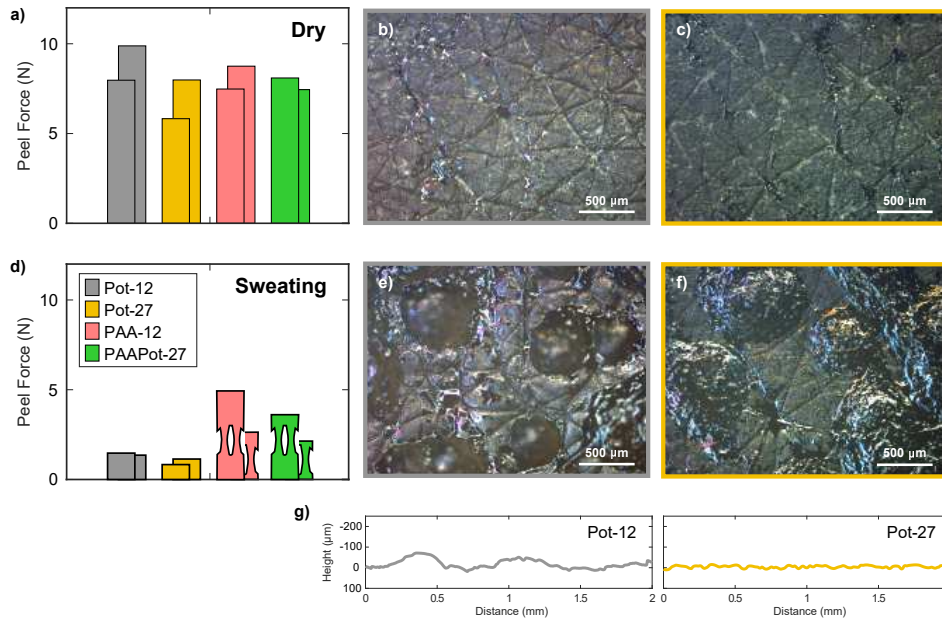 a)
Dry
Peel Force (N)
10
5
0
b)
500 µm
c)
500 µm
d)
Sweating
Peel Force (N)
10
5
0
Pot-12
Pot-27
PAA-12
PAAPot-27
e)
500 µm
f)
500 µm
g)
Pot-12
Height (µm)
-200
-100
0
100
0 0.5 1 1.5 2
Distance (mm)
Pot-27
0 0.5 1 1.5
Distance (mm)